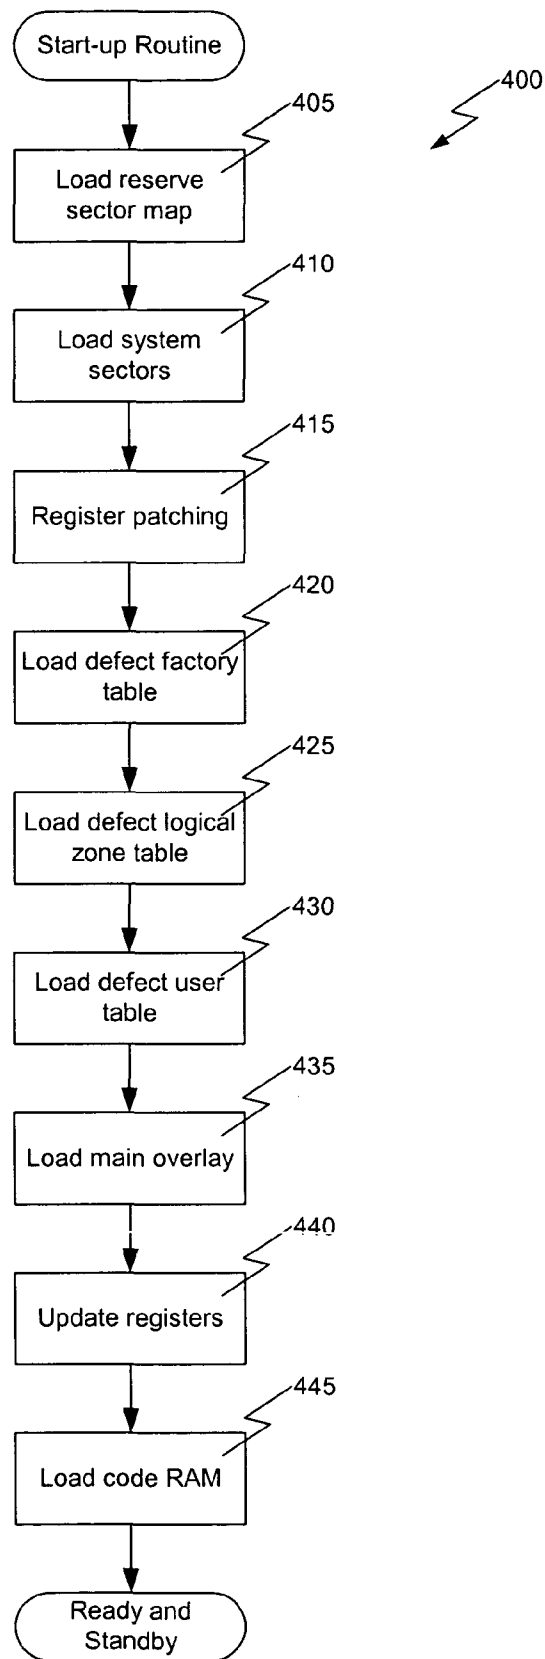 Start-up Routine
400
405
Load reserve
sector map
410
Load system
sectors
415
Register patching
420
Load defect factory
table
425
Load defect logical
zone table
430
Load defect user
table
435
Load main overlay
440
Update registers
445
Load code RAM
Ready and
Standby